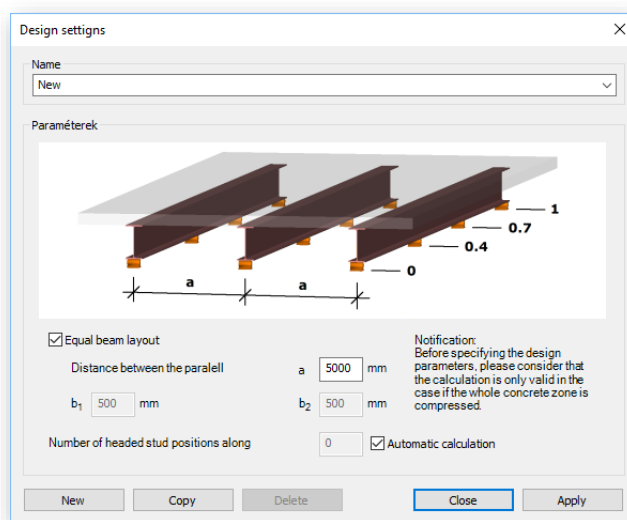 Design settigns
Name
New
Paraméterek
1
0.7
0.4
0
a
a
Equal beam layout
Distance between the paralell
a
5000
mm
b1
500
mm
b2
500
mm
Number of headed stud positions along
0
Automatic calculation
Notification:
Before specifying the design
parameters, please consider that
the calculation is only valid in the
case if the whole concrete zone is
compressed.
New
Copy
Delete
Close
Apply